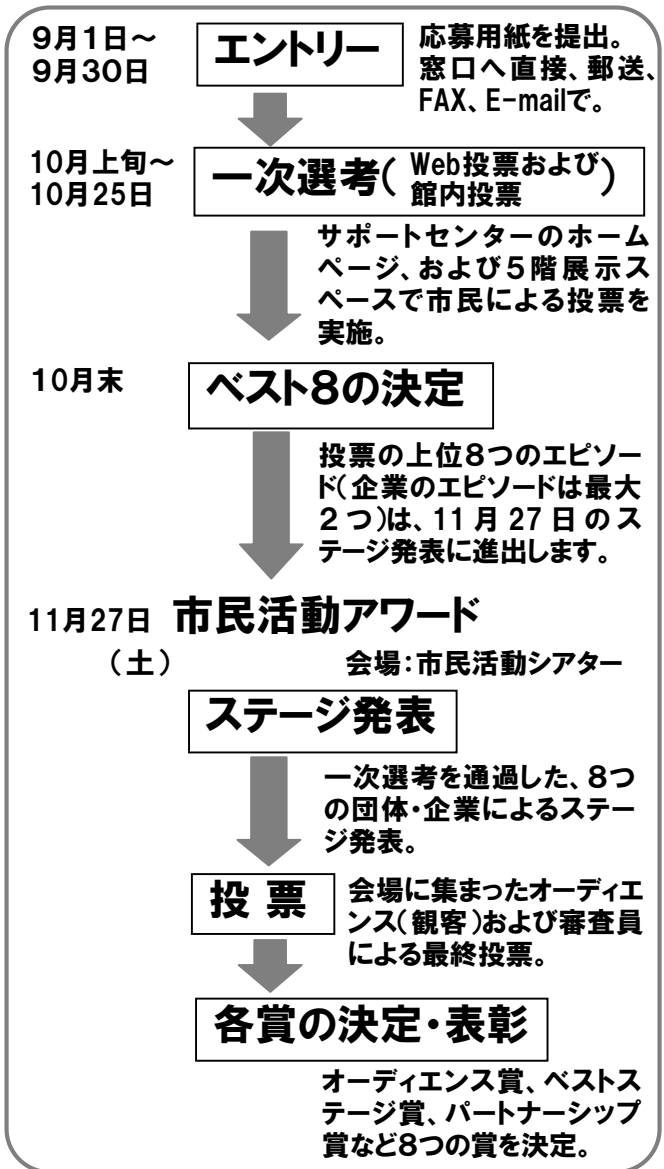 9月1日～
9月30日
エントリー
応募用紙を提出。
窓口へ直接、郵送、
FAX、E-mailで。
10月上旬～
10月25日
一次選考(Web投票および
館内投票)
サポートセンターのホーム
ページ、および５階展示ス
ペースで市民による投票を
実施。
10月末
ベスト８の決定
投票の上位８つのエピソー
ド(企業のエピソードは最大
２つ)は、11月27日のス
テージ発表に進出します。
11月27日 市民活動アワード
(土) 会場：市民活動シアター
ステージ発表
一次選考を通過した、８つ
の団体・企業によるステー
ジ発表。
投票
会場に集まったオーディエ
ンス(観客)および審査員
による最終投票。
各賞の決定・表彰
オーディエンス賞、ベストス
テージ賞、パートナーシップ
賞など８つの賞を決定。